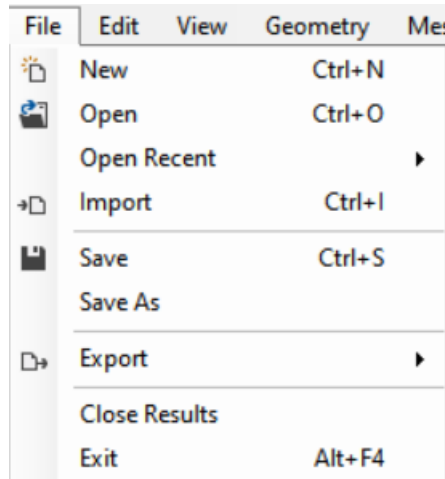 File Edit View Geometry Mes
New Ctrl+N
Open Ctrl+O
Open Recent
Import Ctrl+I
Save Ctrl+S
Save As
Export
Close Results
Exit Alt+F4